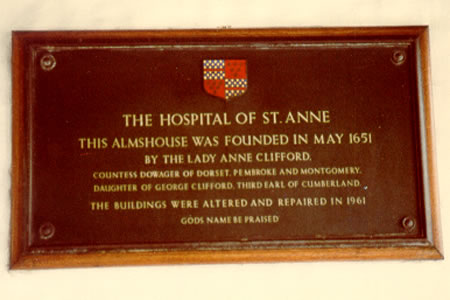 THE HOSPITAL OF ST. ANNE
THIS ALMSHOUSE WAS FOUNDED IN MAY 1651
BY THE LADY ANNE CLIFFORD,
COUNTESS DOWAGER OF DORSET, PEMBROKE AND MONTGOMERY,
DAUGHTER OF GEORGE CLIFFORD, THIRD EARL OF CUMBERLAND.
THE BUILDINGS WERE ALTERED AND REPAIRED IN 1961
GODS NAME BE PRAISED